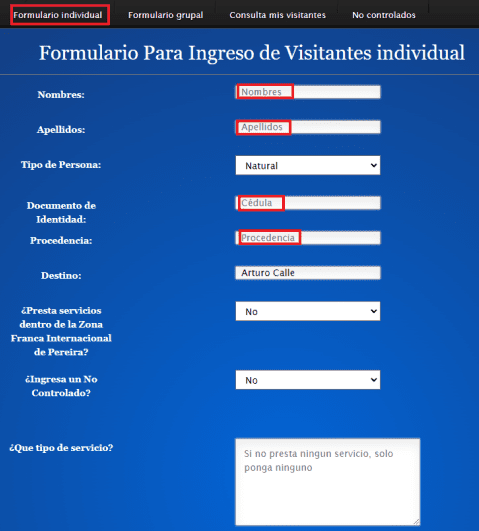 Formulario individual Formulario grupal Consulta mis visitantes No controlados
Formulario Para Ingreso de Visitantes individual
Nombres: Nombres
Apellidos: Apellidos
Tipo de Persona: Natural
Documento de
Identidad: Cédula
Procedencia: Procedencia
Destino: Arturo Calle
¿Presta servicios
dentro de la Zona
Franca Internacional
de Pereira? No
¿Ingresa un No
Controlado? No
¿Que tipo de servicio? Si no presta ningun servicio, solo
ponga ninguno